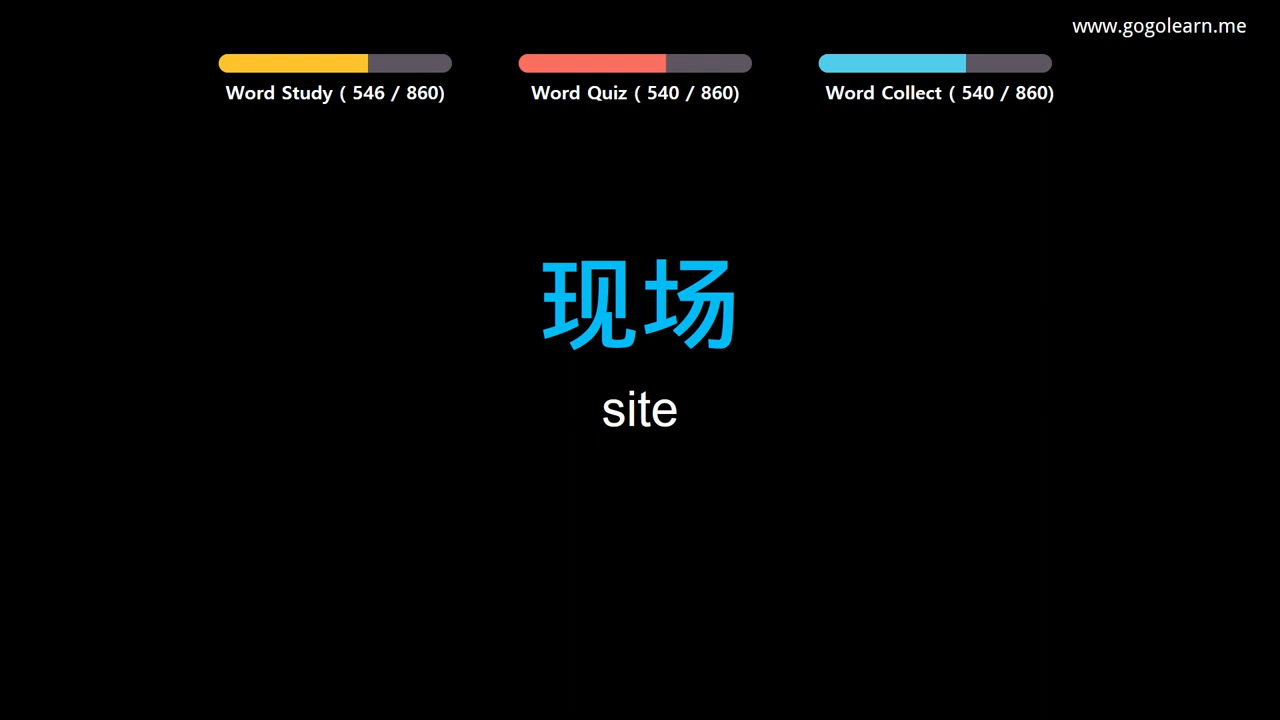 www.gogolearn.me
Word Study ( 546 / 860)
Word Quiz ( 540 / 860)
Word Collect ( 540 / 860)
现场
site